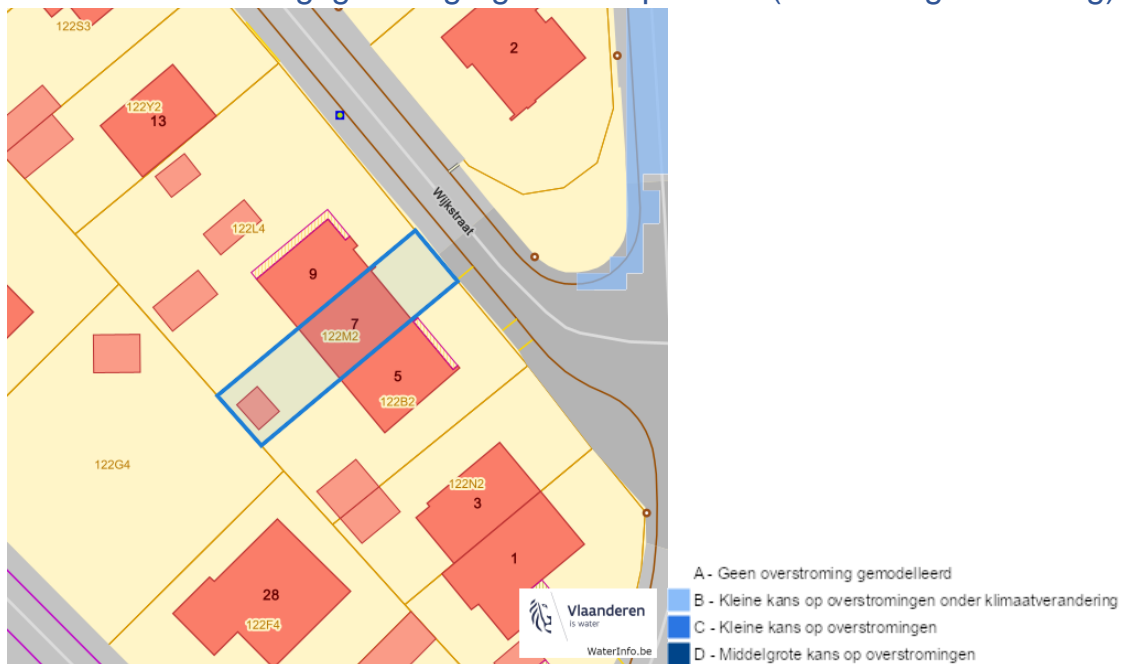 122S3
2
122Y2
13
Wijkstraat
122L4
9
7
122M2
5
122B2
122G4
122N2
3
1
28
122F4
Vlaanderen
is water
WaterInfo.be
A - Geen overstroming gemodelleerd
B - Kleine kans op overstromingen onder klimaatverandering
C - Kleine kans op overstromingen
D - Middelgrote kans op overstromingen